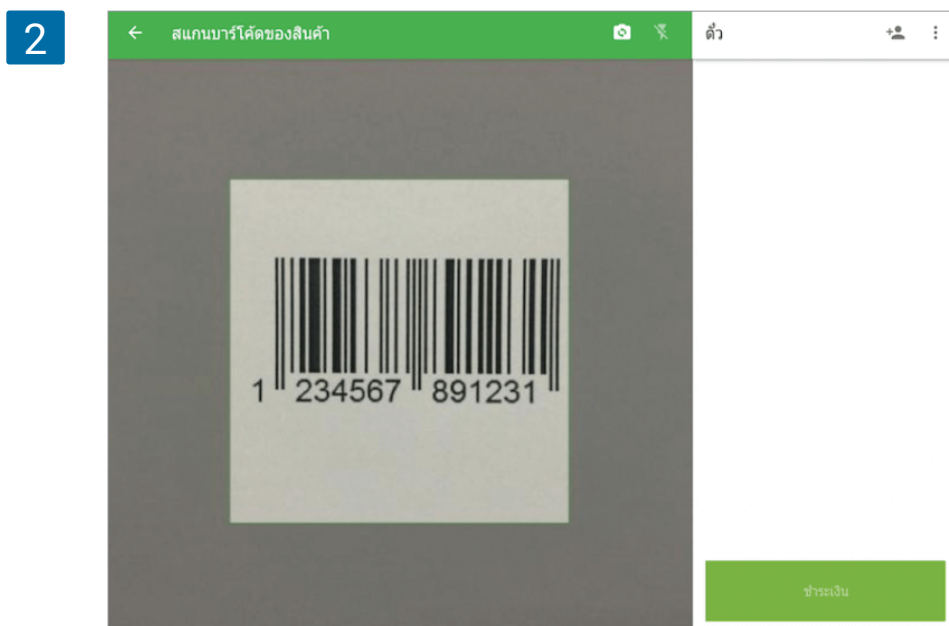 2
สแกนบาร์โค้ดของสินค้า
ตั๋ว
1 234567 891231
ชำระเงิน